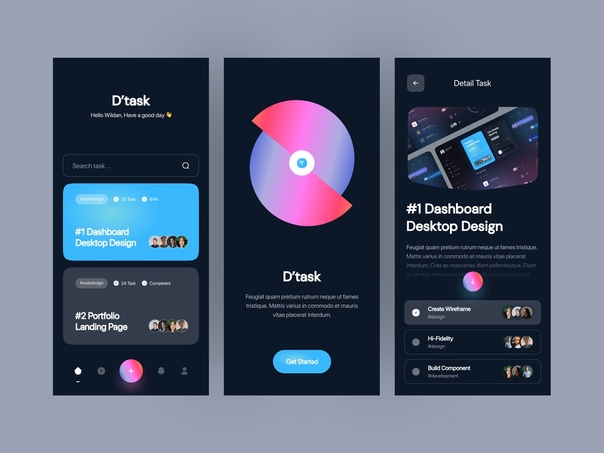 D'task
Hello Wildan, Have a good day 👋
Search task . .
#webdesign
24 Task
84%
#1 Dashboard
Desktop Design
#webdesign
24 Task
Completed
#2 Portfolio
Landing Page
D'task
Feugiat quam pretium rutrum neque ut fames
tristique. Mattis varius in commodo et mauris
vitae placerat interdum.
Get Started
Detail Task
#1 Dashboard
Desktop Design
Feugiat quam pretium rutrum neque ut fames tristique.
Mattis varius in commodo et mauris vitae placerat
interdum. Cras ac maecenas diam pellentesque. Diam
Create Wireframe
#design
Hi-Fidelity
#design
Build Component
#development